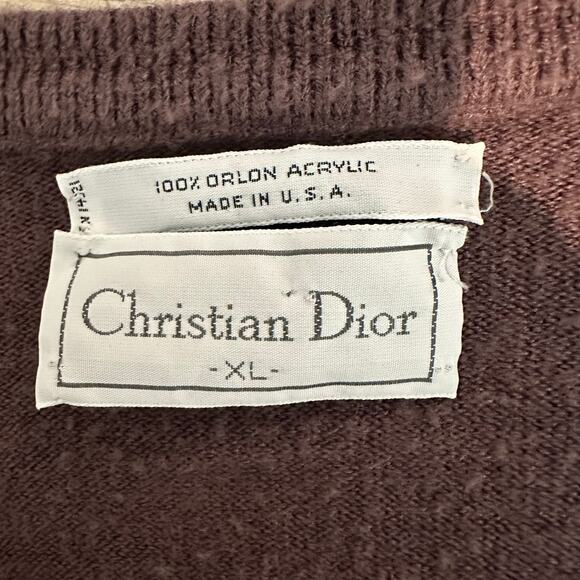 100% ORLON ACRYLIC
MADE IN U.S.A.
Christian Dior
-XL-